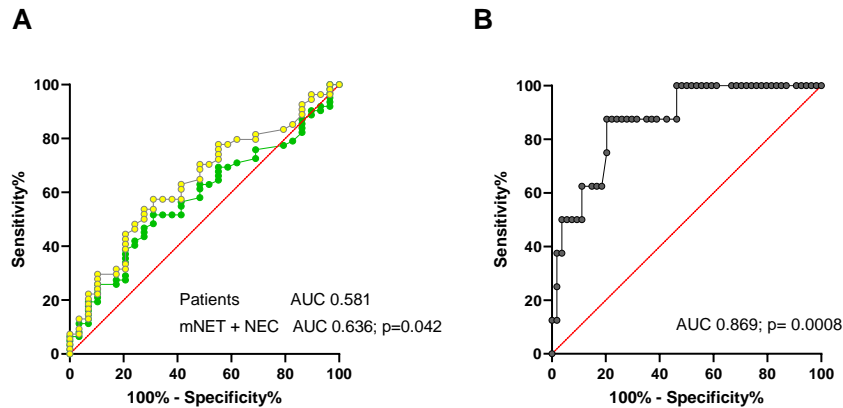 A
B
100
80
60
40
20
0
Sensitivity%
Patients AUC 0.581
mNET + NEC AUC 0.636; p=0.042
0 20 40 60 80 100
100% - Specificity%
100
80
60
40
20
0
Sensitivity%
AUC 0.869; p= 0.0008
0 20 40 60 80 100
100% - Specificity%